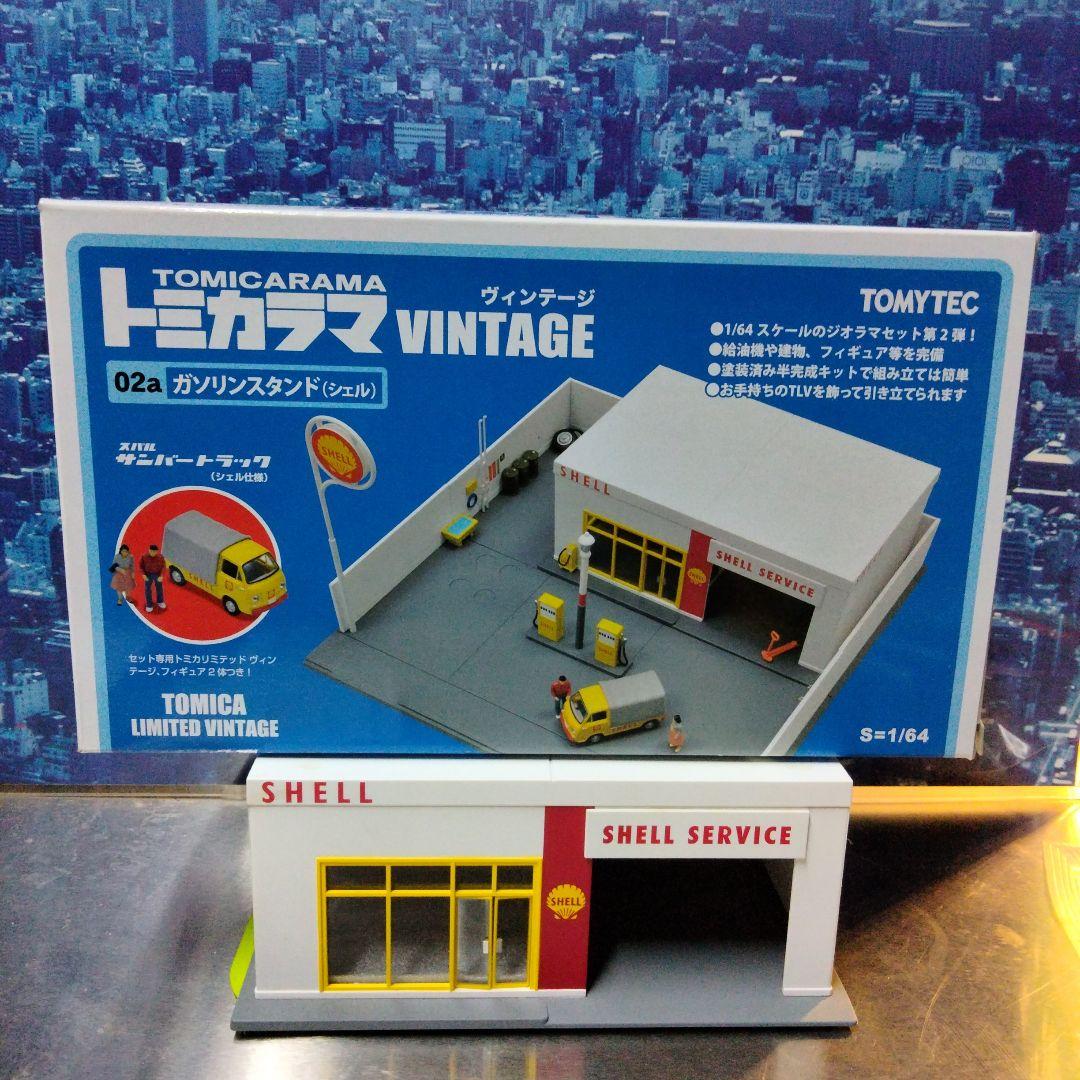 TOMICARAMA
トミカラマ
ヴィンテージ
VINTAGE
TOMYTEC
●1/64 スケールのジオラマセット第2弾！
●給油機や建物、フィギュア等を完備
●塗装済み半完成キットで組み立ては簡単
●お手持ちのTLVを飾って引き立てられます
02a ガソリンスタンド(シェル)
スバル
サンバートラック
(シェル仕様)
SHELL
SHELL
SHELL
SHELL SERVICE
SHELL
SHELL
SHELL
SHELL
セット専用トミカリミテッド ヴィン
テージ、フィギュア2体つき！
TOMICA
LIMITED VINTAGE
S=1/64
SHELL
SHELL SERVICE
SHELL